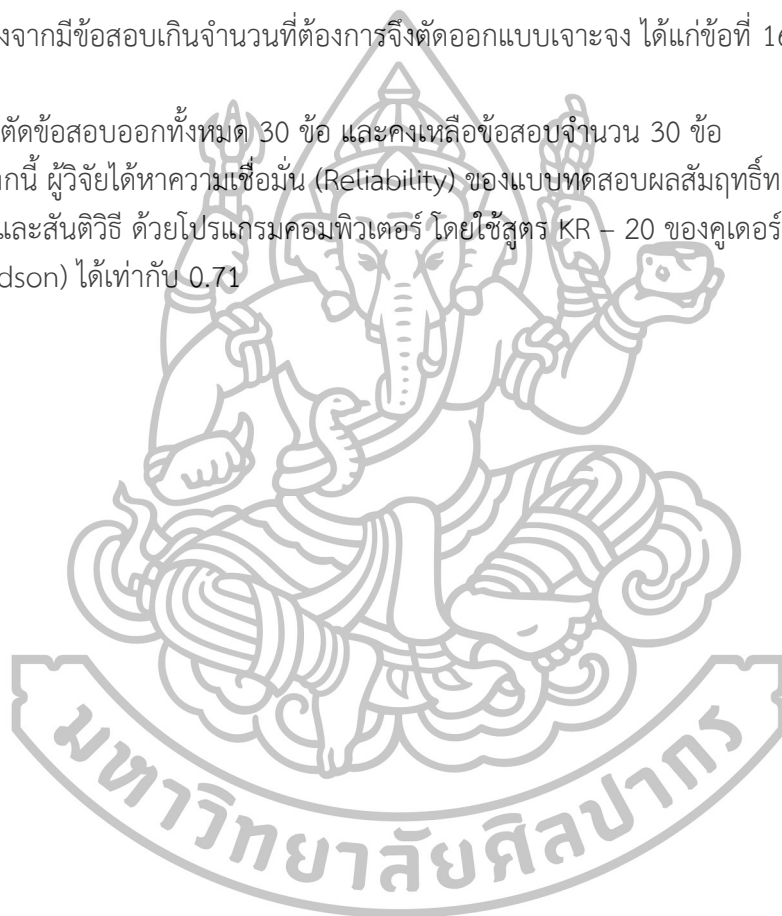 งจากมีข้อสอบเกินจำนวนที่ต้องการจึงตัดออกแบบเจาะจง ได้แก่ข้อที่ 16
ตัดข้อสอบออกทั้งหมด 30 ข้อ และคงเหลือข้อสอบจำนวน 30 ข้อ
กนี้ ผู้วิจัยได้หาความเชื่อมั่น (Reliability) ของแบบทดสอบผลสัมฤทธิ์ท
และสันติวิธี ด้วยโปรแกรมคอมพิวเตอร์ โดยใช้สูตร KR – 20 ของคูเดอร์
dson) ได้เท่ากับ 0.71
มหาวิทยาลัยศิลปากร